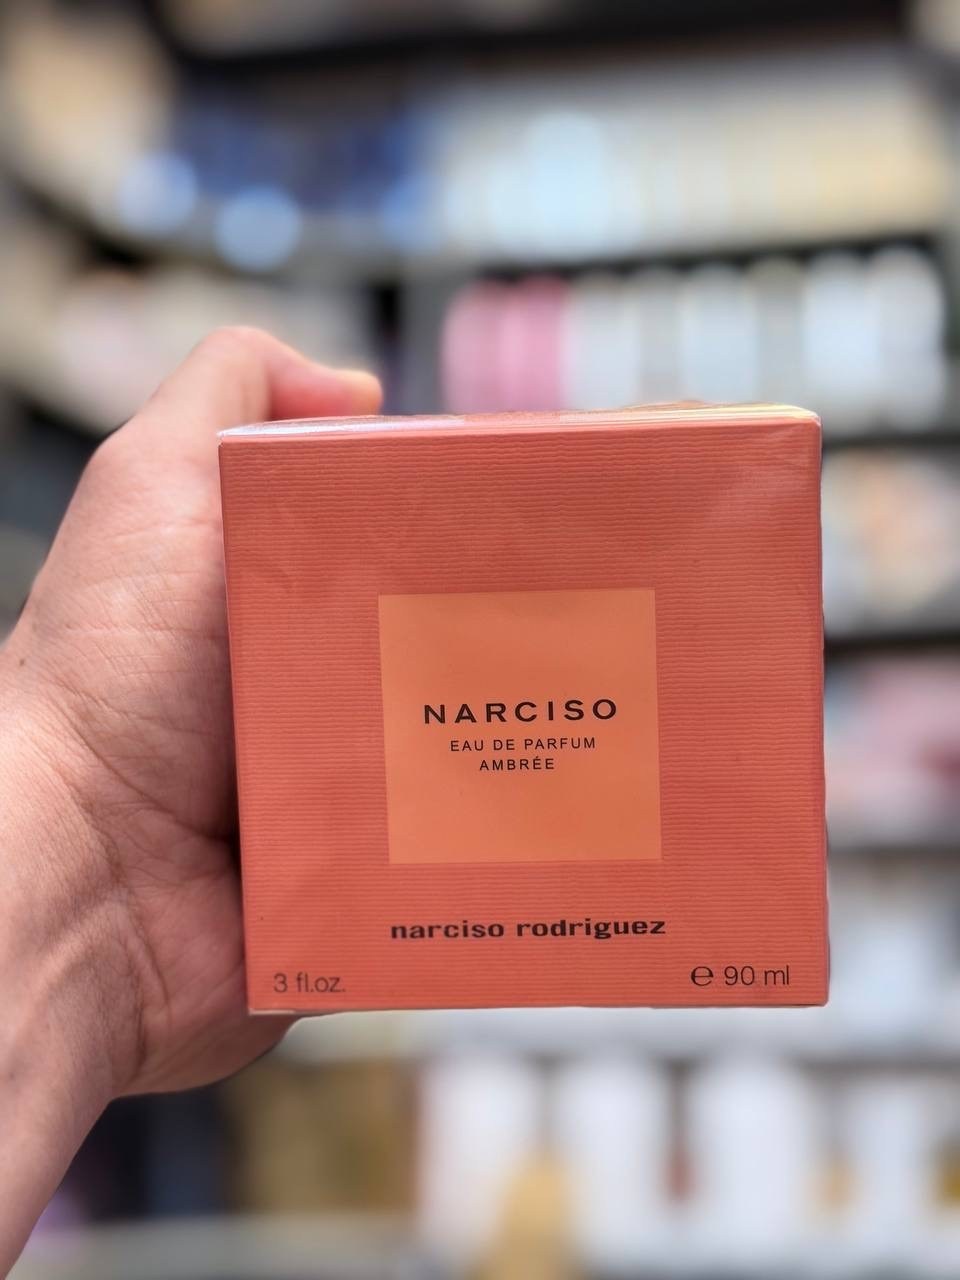 NARCISO
EAU DE PARFUM
AMBRÉE
narciso rodriguez
3 fl.oz.
℮ 90 ml